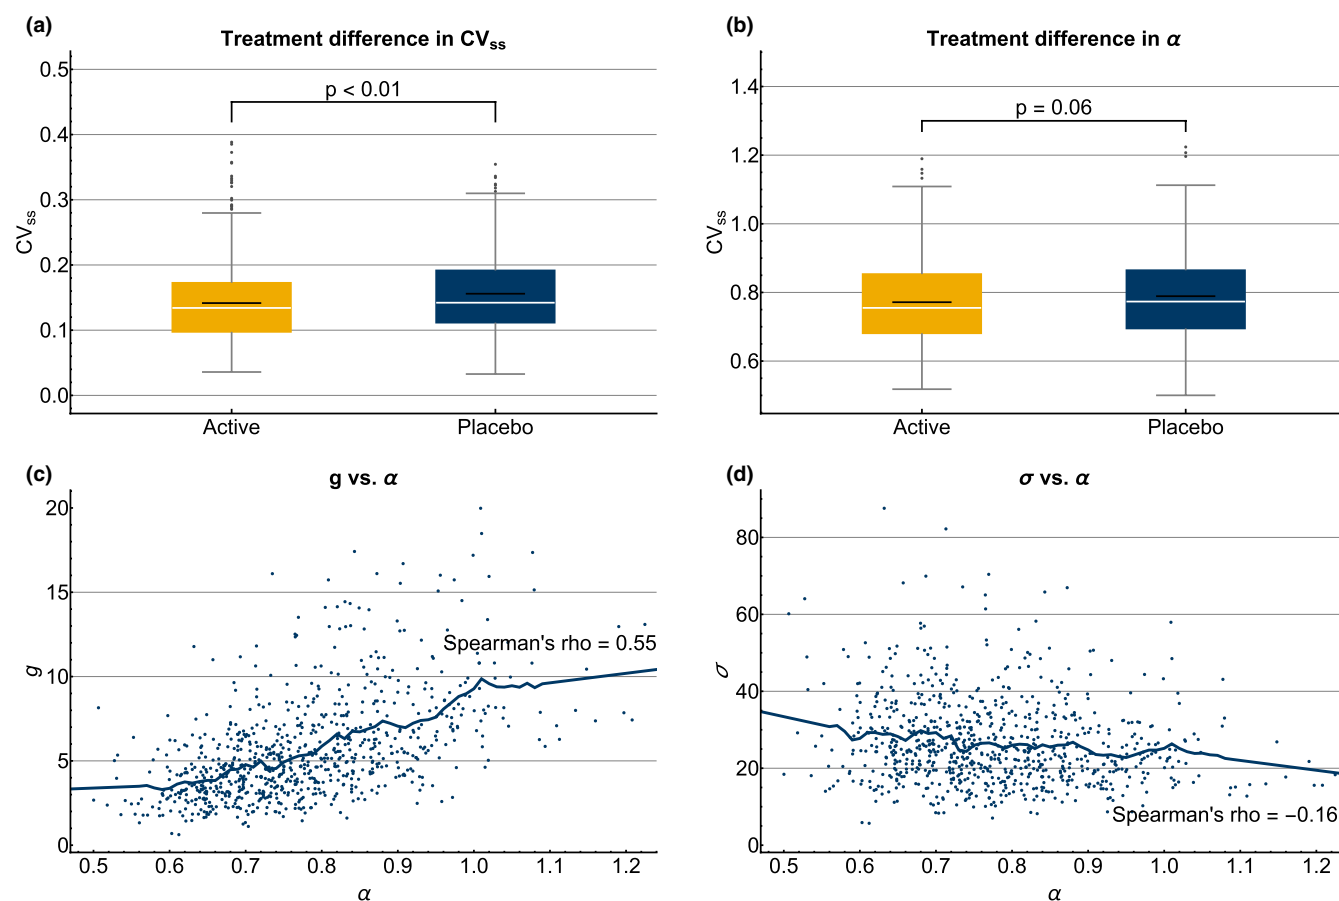 (a)
Treatment difference in CVss
0.5
0.4
0.3
0.2
0.1
0.0
CVss
p < 0.01
Active
Placebo
(b)
Treatment difference in α
1.4
1.2
1.0
0.8
0.6
CVss
p = 0.06
Active
Placebo
(c)
g vs. α
20
15
10
5
0
g
Spearman's rho = 0.55
0.5 0.6 0.7 0.8 0.9 1.0 1.1 1.2
α
(d)
σ vs. α
80
60
40
20
0
σ
Spearman's rho = −0.16
0.5 0.6 0.7 0.8 0.9 1.0 1.1 1.2
α